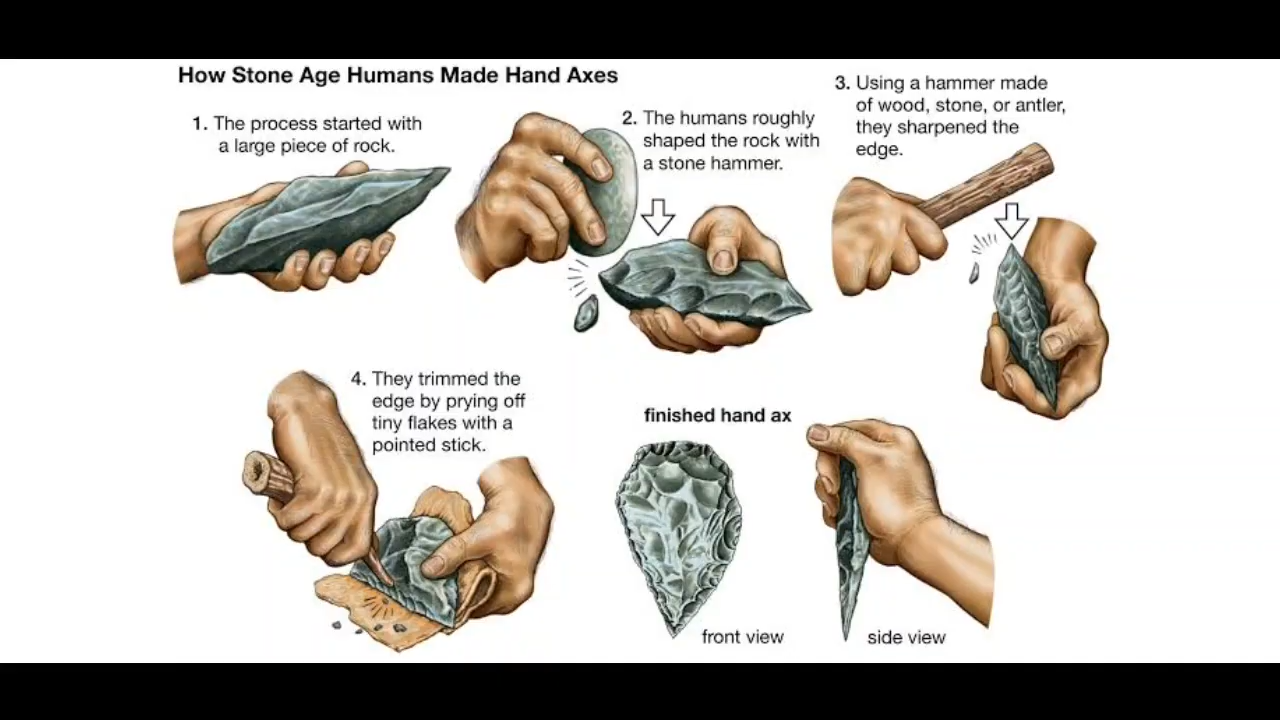 How Stone Age Humans Made Hand Axes
1. The process started with
a large piece of rock.
2. The humans roughly
shaped the rock with
a stone hammer.
3. Using a hammer made
of wood, stone, or antler,
they sharpened the
edge.
4. They trimmed the
edge by prying off
tiny flakes with a
pointed stick.
finished hand ax
front view
side view